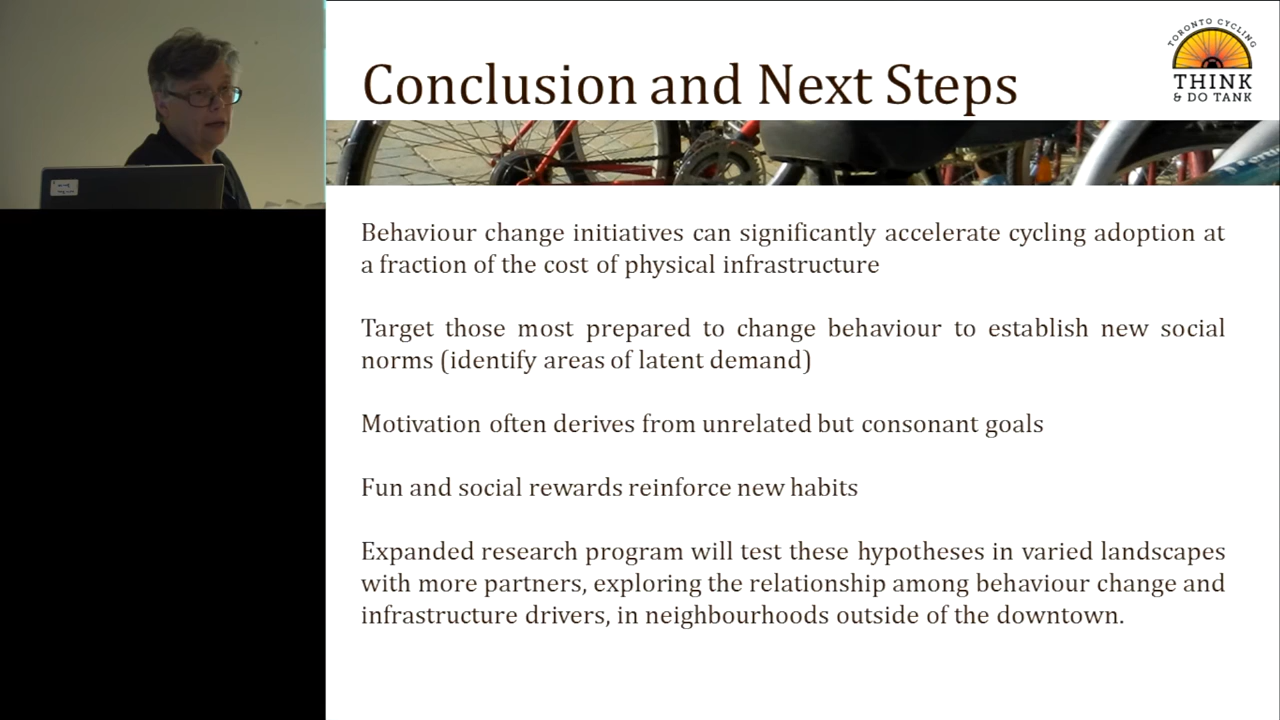 Conclusion and Next Steps
TORONTO CYCLING
THINK
& DO TANK
Behaviour change initiatives can significantly accelerate cycling adoption at
a fraction of the cost of physical infrastructure
Target those most prepared to change behaviour to establish new social
norms (identify areas of latent demand)
Motivation often derives from unrelated but consonant goals
Fun and social rewards reinforce new habits
Expanded research program will test these hypotheses in varied landscapes
with more partners, exploring the relationship among behaviour change and
infrastructure drivers, in neighbourhoods outside of the downtown.